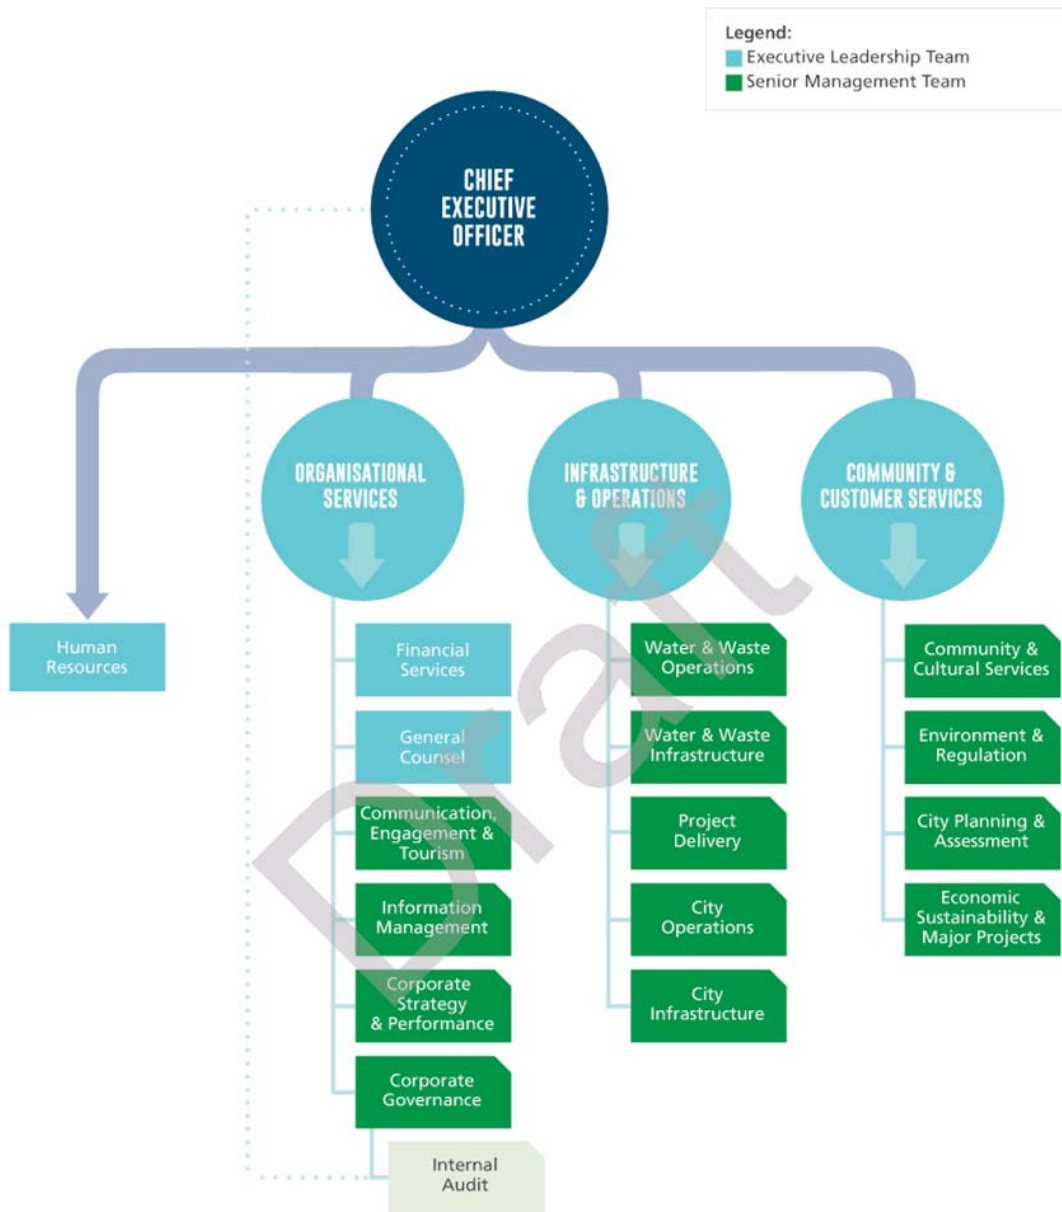 Legend:
Executive Leadership Team
Senior Management Team
CHIEF
EXECUTIVE
OFFICER
ORGANISATIONAL
SERVICES
INFRASTRUCTURE
& OPERATIONS
COMMUNITY &
CUSTOMER SERVICES
Human
Resources
Financial
Services
General
Counsel
Communication,
Engagement &
Tourism
Information
Management
Corporate
Strategy
& Performance
Corporate
Governance
Internal
Audit
Water & Waste
Operations
Water & Waste
Infrastructure
Project
Delivery
City
Operations
City
Infrastructure
Community &
Cultural Services
Environment &
Regulation
City Planning &
Assessment
Economic
Sustainability &
Major Projects
Draft